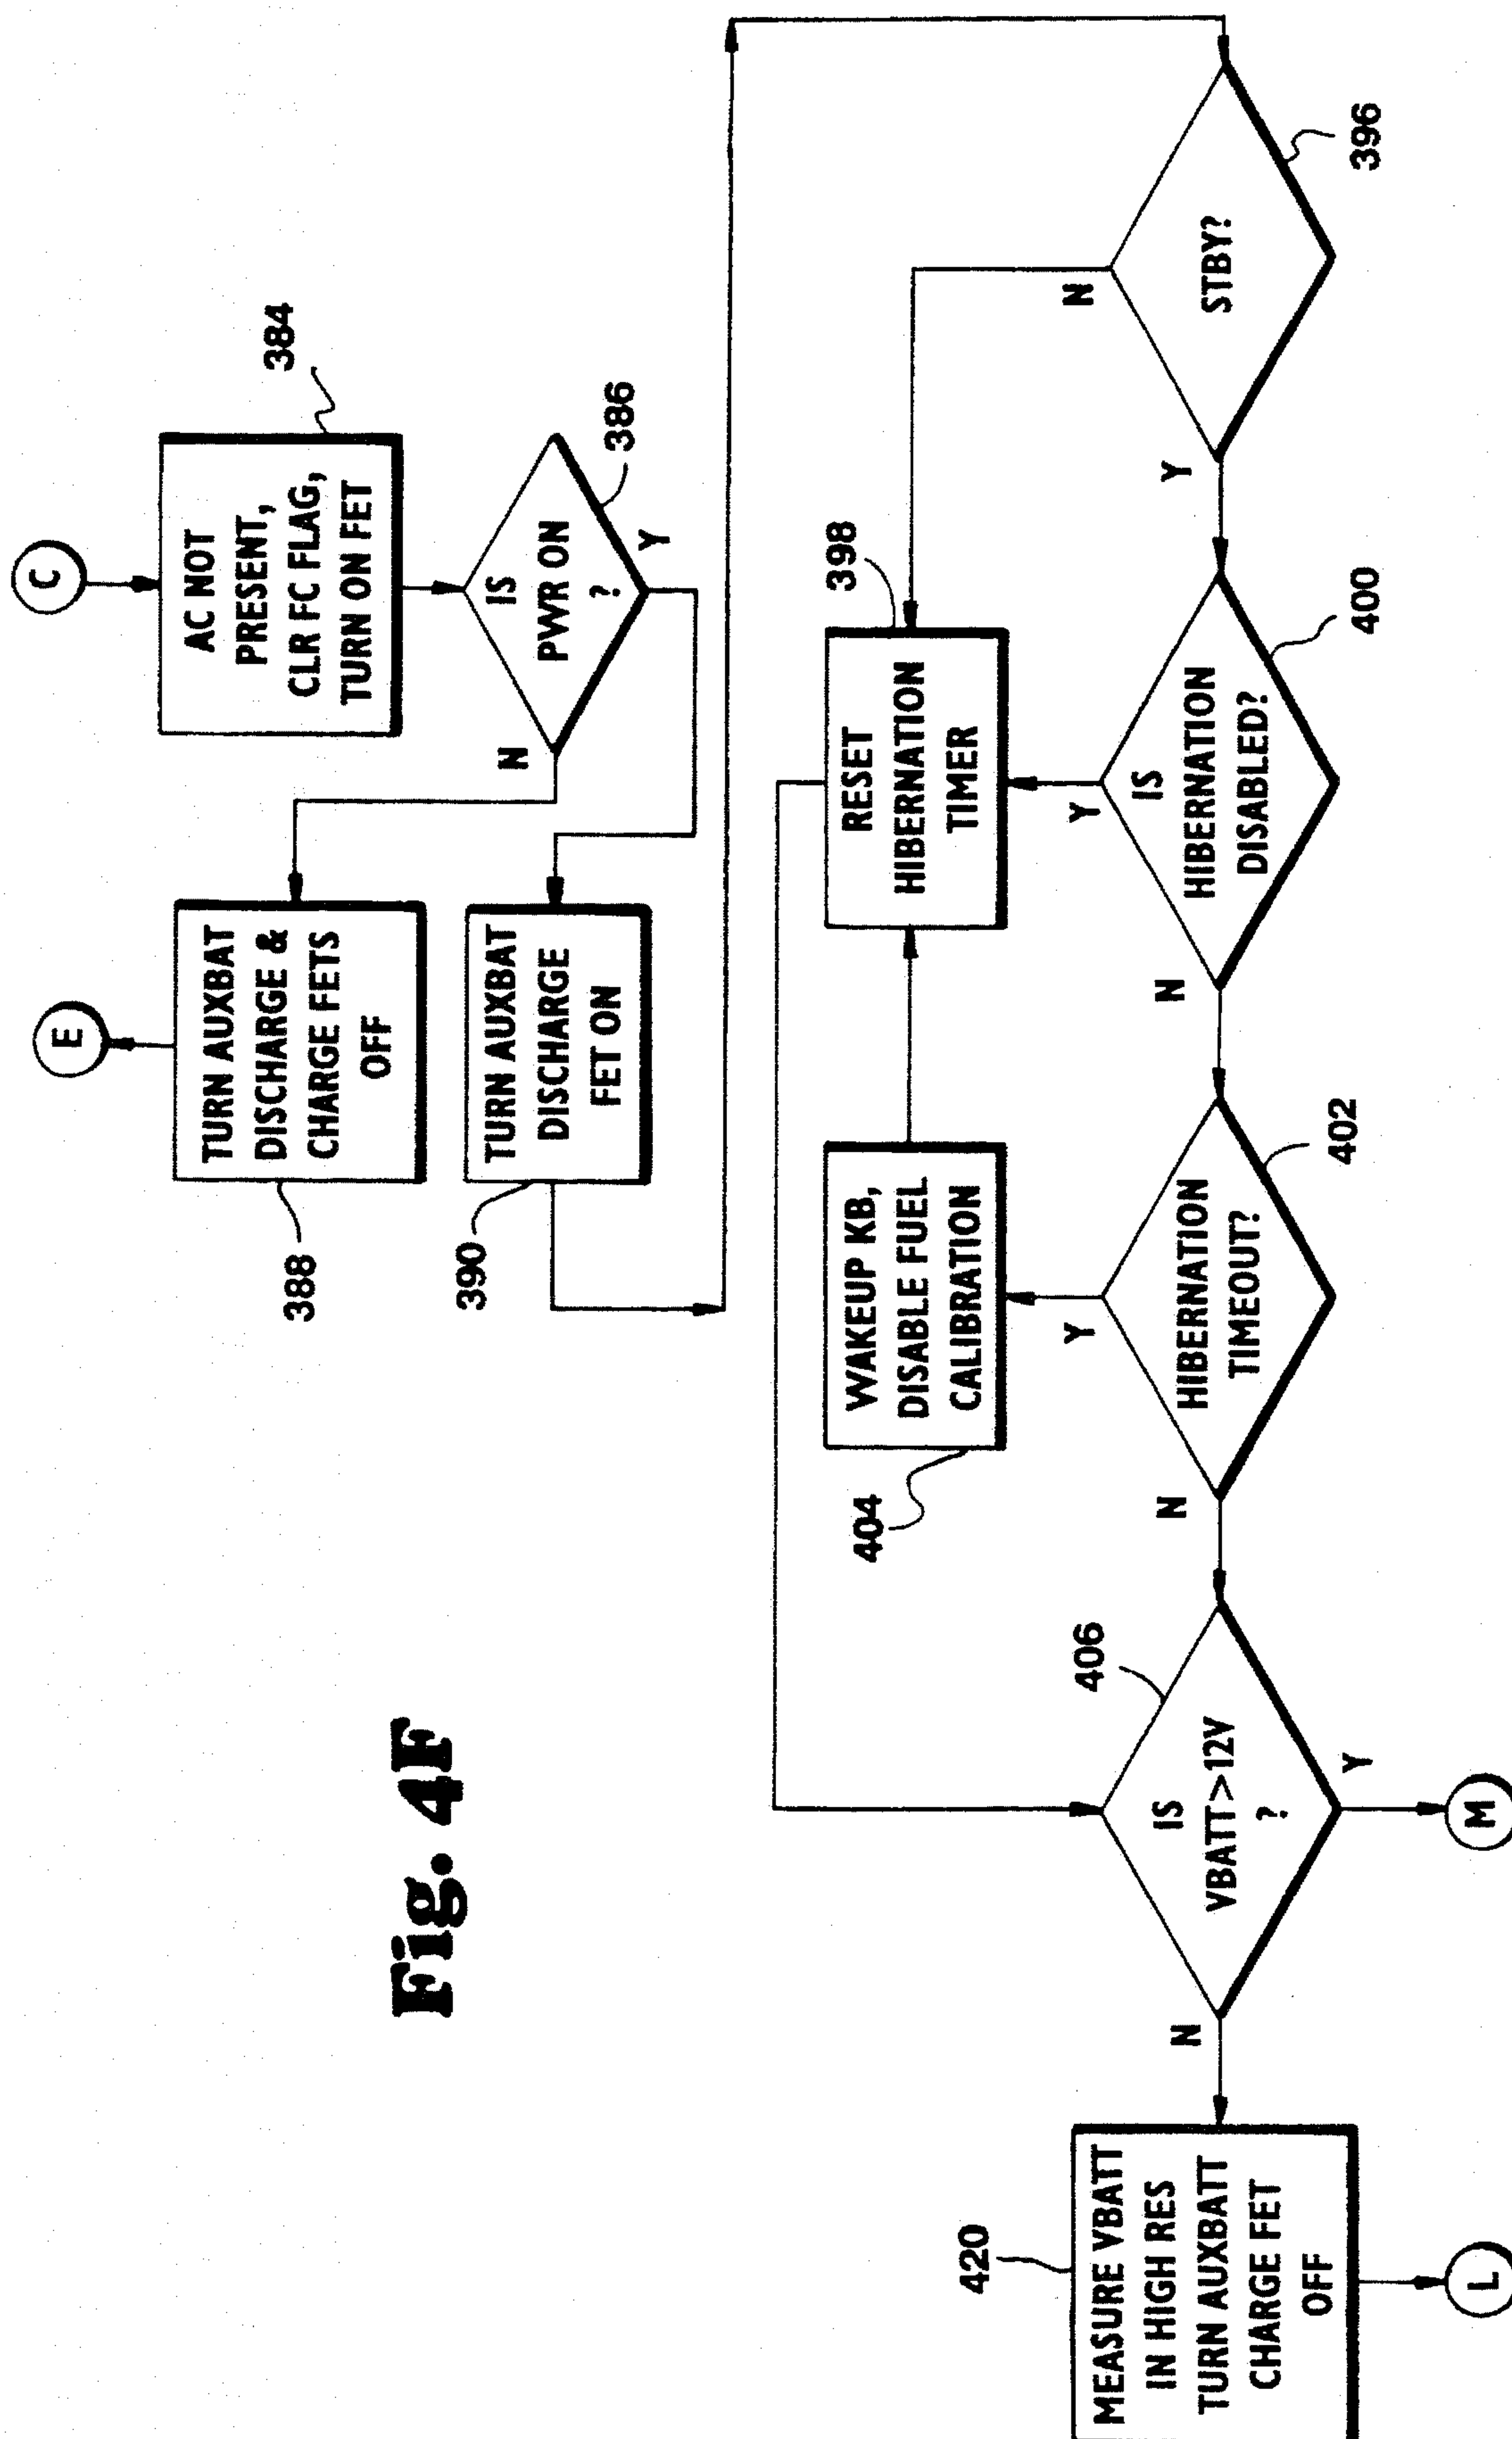 C
AC NOT
PRESENT,
CLR FC FLAG,
TURN ON FET
384
IS
PWR ON
?
386
N
Y
E
TURN AUXBAT
DISCHARGE &
CHARGE FETS
OFF
388
TURN AUXBAT
DISCHARGE
FET ON
390
STBY?
396
N
Y
RESET
HIBERNATION
TIMER
398
IS
HIBERNATION
DISABLED?
400
Y
N
HIBERNATION
TIMEOUT?
402
Y
N
WAKEUP KB,
DISABLE FUEL
CALIBRATION
404
IS
VBATT>12V
?
406
Y
N
M
MEASURE VBATT
IN HIGH RES
TURN AUXBATT
CHARGE FET
OFF
420
L
Fig. 4F